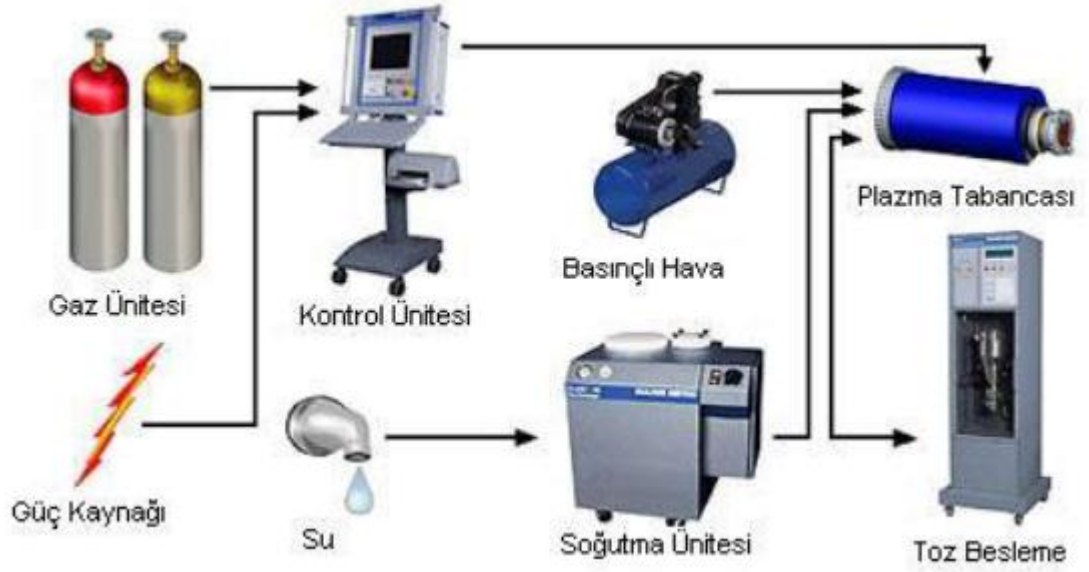 Plazma Tabancası
Basınçlı Hava
Gaz Ünitesi
Kontrol Ünitesi
Güç Kaynağı
Su
Soğutma Ünitesi
Toz Besleme